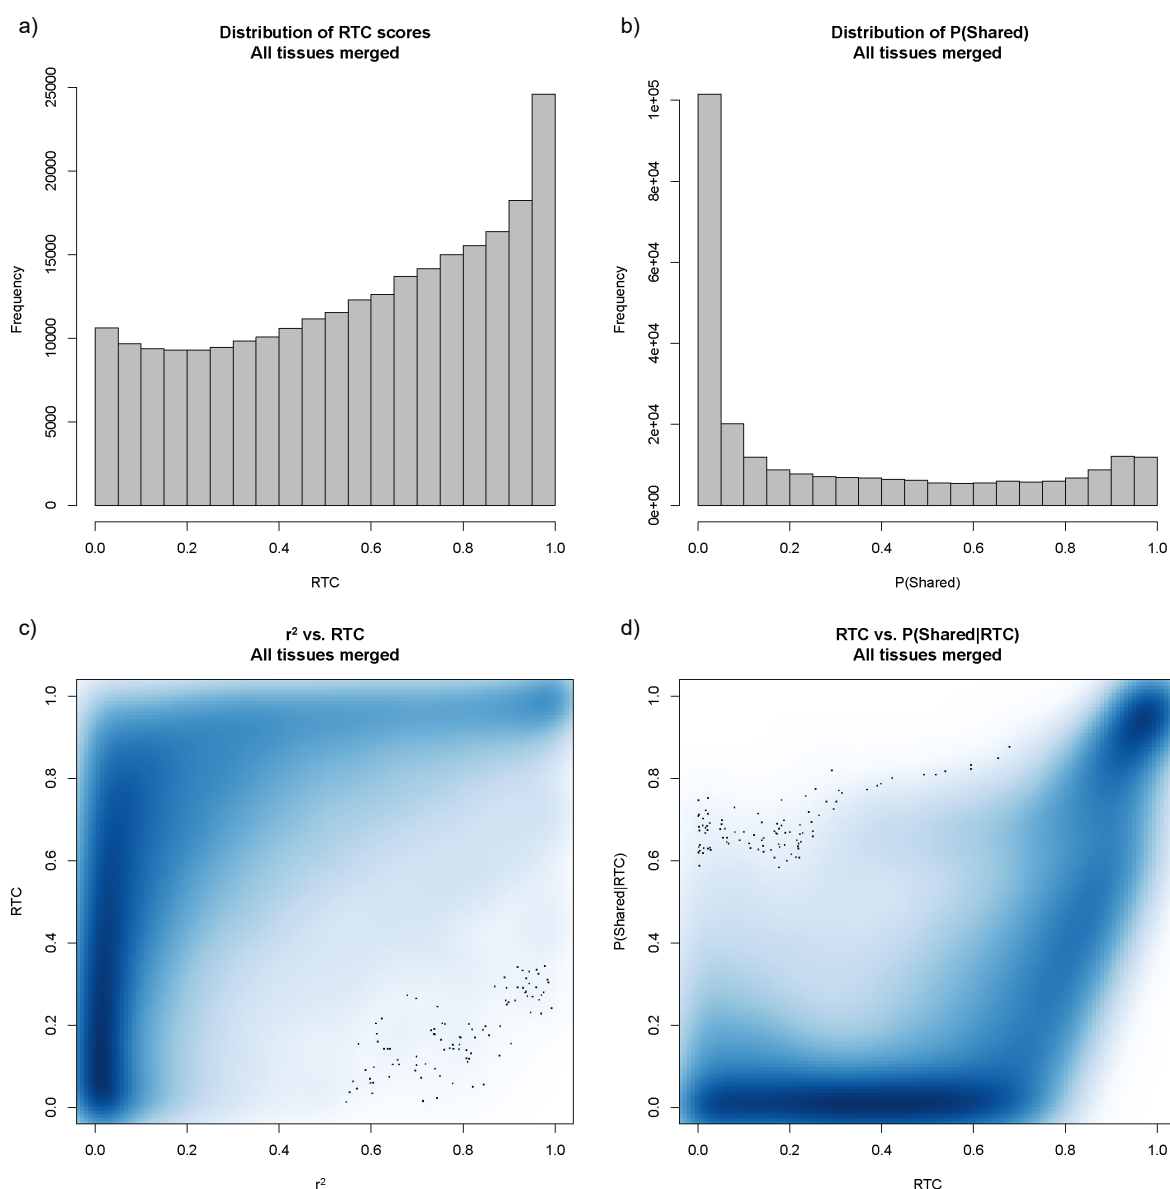 a)
Distribution of RTC scores
All tissues merged
Frequency
25000
20000
15000
10000
5000
0
0.0 0.2 0.4 0.6 0.8 1.0
RTC
b)
Distribution of P(Shared)
All tissues merged
Frequency
1e+05
8e+04
6e+04
4e+04
2e+04
0e+00
0.0 0.2 0.4 0.6 0.8 1.0
P(Shared)
c)
r² vs. RTC
All tissues merged
RTC
1.0
0.8
0.6
0.4
0.2
0.0
0.0 0.2 0.4 0.6 0.8 1.0
r²
d)
RTC vs. P(Shared|RTC)
All tissues merged
P(Shared|RTC)
1.0
0.8
0.6
0.4
0.2
0.0
0.0 0.2 0.4 0.6 0.8 1.0
RTC